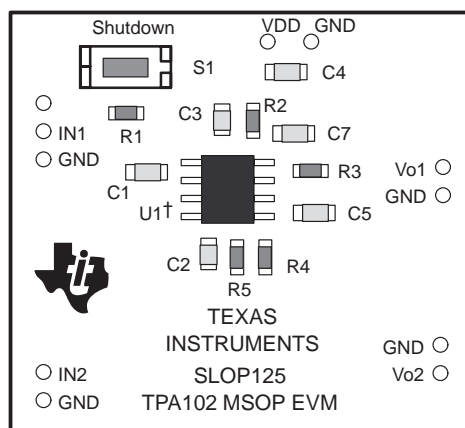 Shutdown
VDD GND
S1
C4
C3
R2
IN1
R1
C7
GND
C1
R3
Vo1
U1†
GND
C5
C2
R4
R5
TEXAS
INSTRUMENTS
GND
IN2
SLOP125
Vo2
GND
TPA102 MSOP EVM